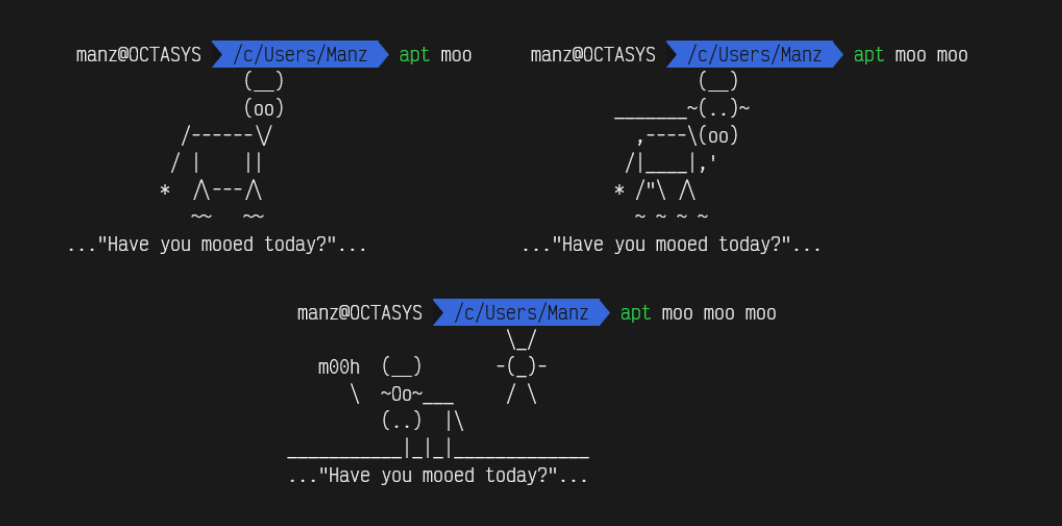 manz@OCTASYS /c/Users/Manz apt moo
                 (__)
                 (oo)
           /------\/
          / |    ||
         *  /\---/\
            ~~   ~~
..."Have you mooed today?"...
manz@OCTASYS /c/Users/Manz apt moo moo
                 (__)
         _______~(..)~
           ,----\(oo)
          /|____|,'
         * /"\ /\
           ~ ~ ~ ~
..."Have you mooed today?"...
manz@OCTASYS /c/Users/Manz apt moo moo moo
                     \_/
   m00h  (__)       -(_)-
      \  ~Oo~___     / \
         (..)  |\
___________|_|_|_____________
..."Have you mooed today?"...